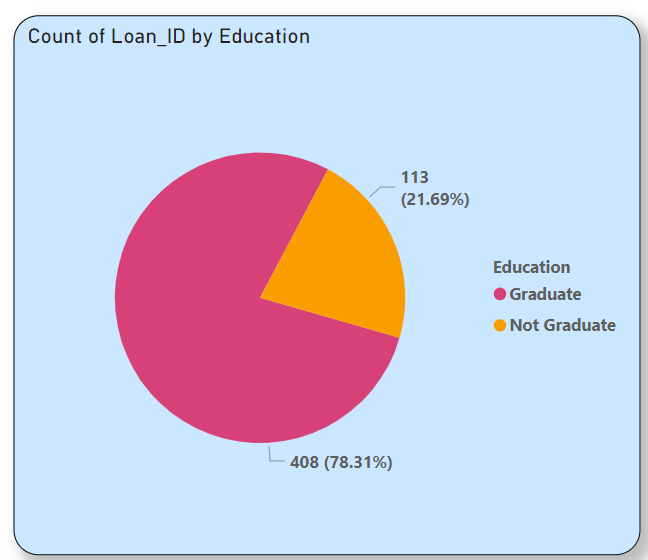 Count of Loan_ID by Education
113
(21.69%)
Education
Graduate
Not Graduate
408 (78.31%)